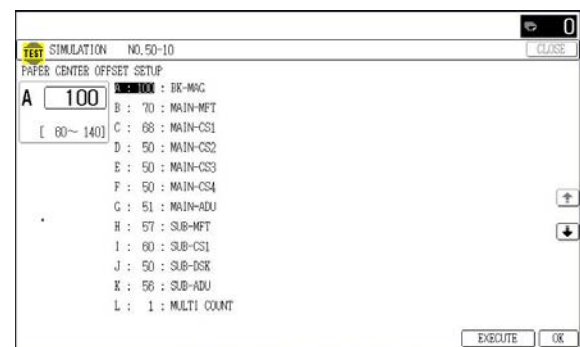 0
TEST SIMULATION NO.50-10
CLOSE
PAPER CENTER OFFSET SETUP
A 100
[ 60~ 140]
A : 100 : BK-MAG
B : 70 : MAIN-MFT
C : 68 : MAIN-CS1
D : 50 : MAIN-CS2
E : 50 : MAIN-CS3
F : 50 : MAIN-CS4
G : 51 : MAIN-ADU
H : 57 : SUB-MFT
I : 60 : SUB-CS1
J : 50 : SUB-DSK
K : 56 : SUB-ADU
L : 1 : MULTI COUNT
EXECUTE
OK